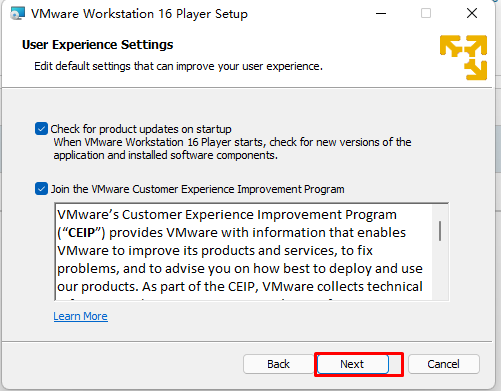 VMware Workstation 16 Player Setup
User Experience Settings
Edit default settings that can improve your user experience.
Check for product updates on startup
When VMware Workstation 16 Player starts, check for new versions of the
application and installed software components.
Join the VMware Customer Experience Improvement Program
VMware's Customer Experience Improvement Program
("CEIP") provides VMware with information that enables
VMware to improve its products and services, to fix
problems, and to advise you on how best to deploy and use
our products. As part of the CEIP, VMware collects technical
Learn More
Back
Next
Cancel